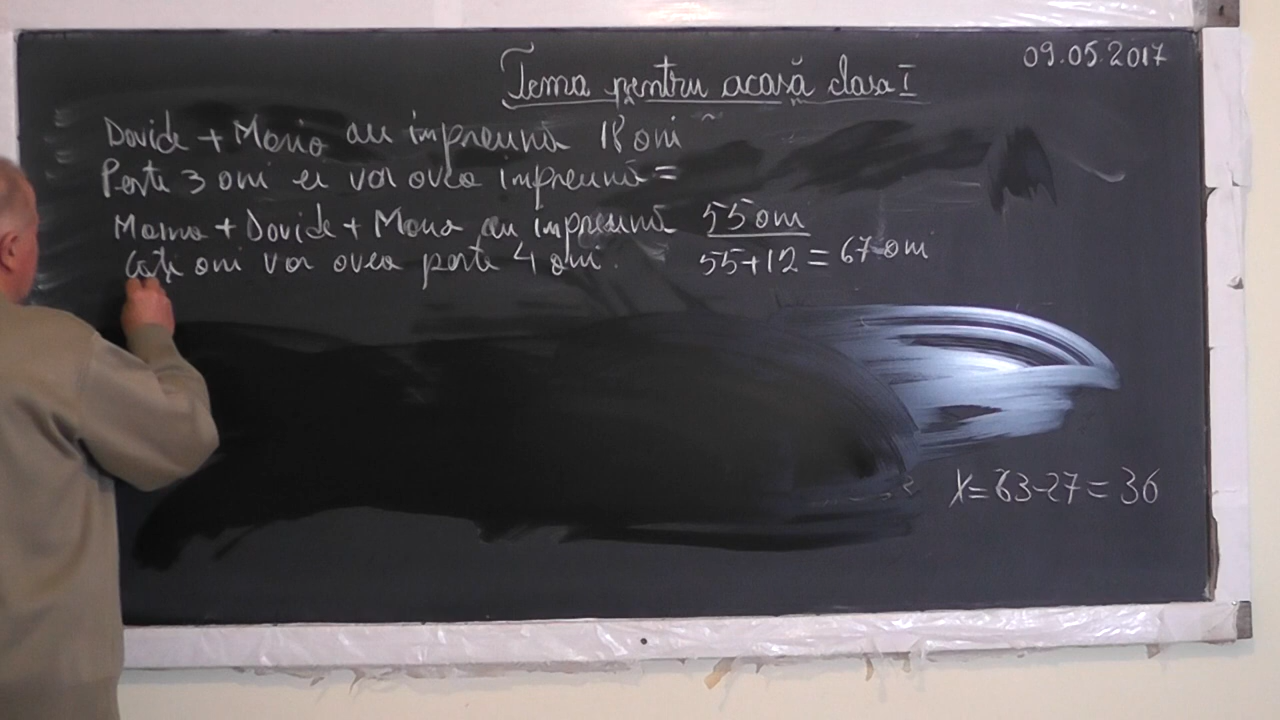 09.05.2017
Tema pentru acasă clasa I
Davide + Maria au împreună 18 ani
Peste 3 ani ei vor avea împreună =
Mama + Davide + Maria au împreună 55 ani
Câți ani vor avea peste 4 ani. 55+12 = 67 ani
X = 63-27 = 36